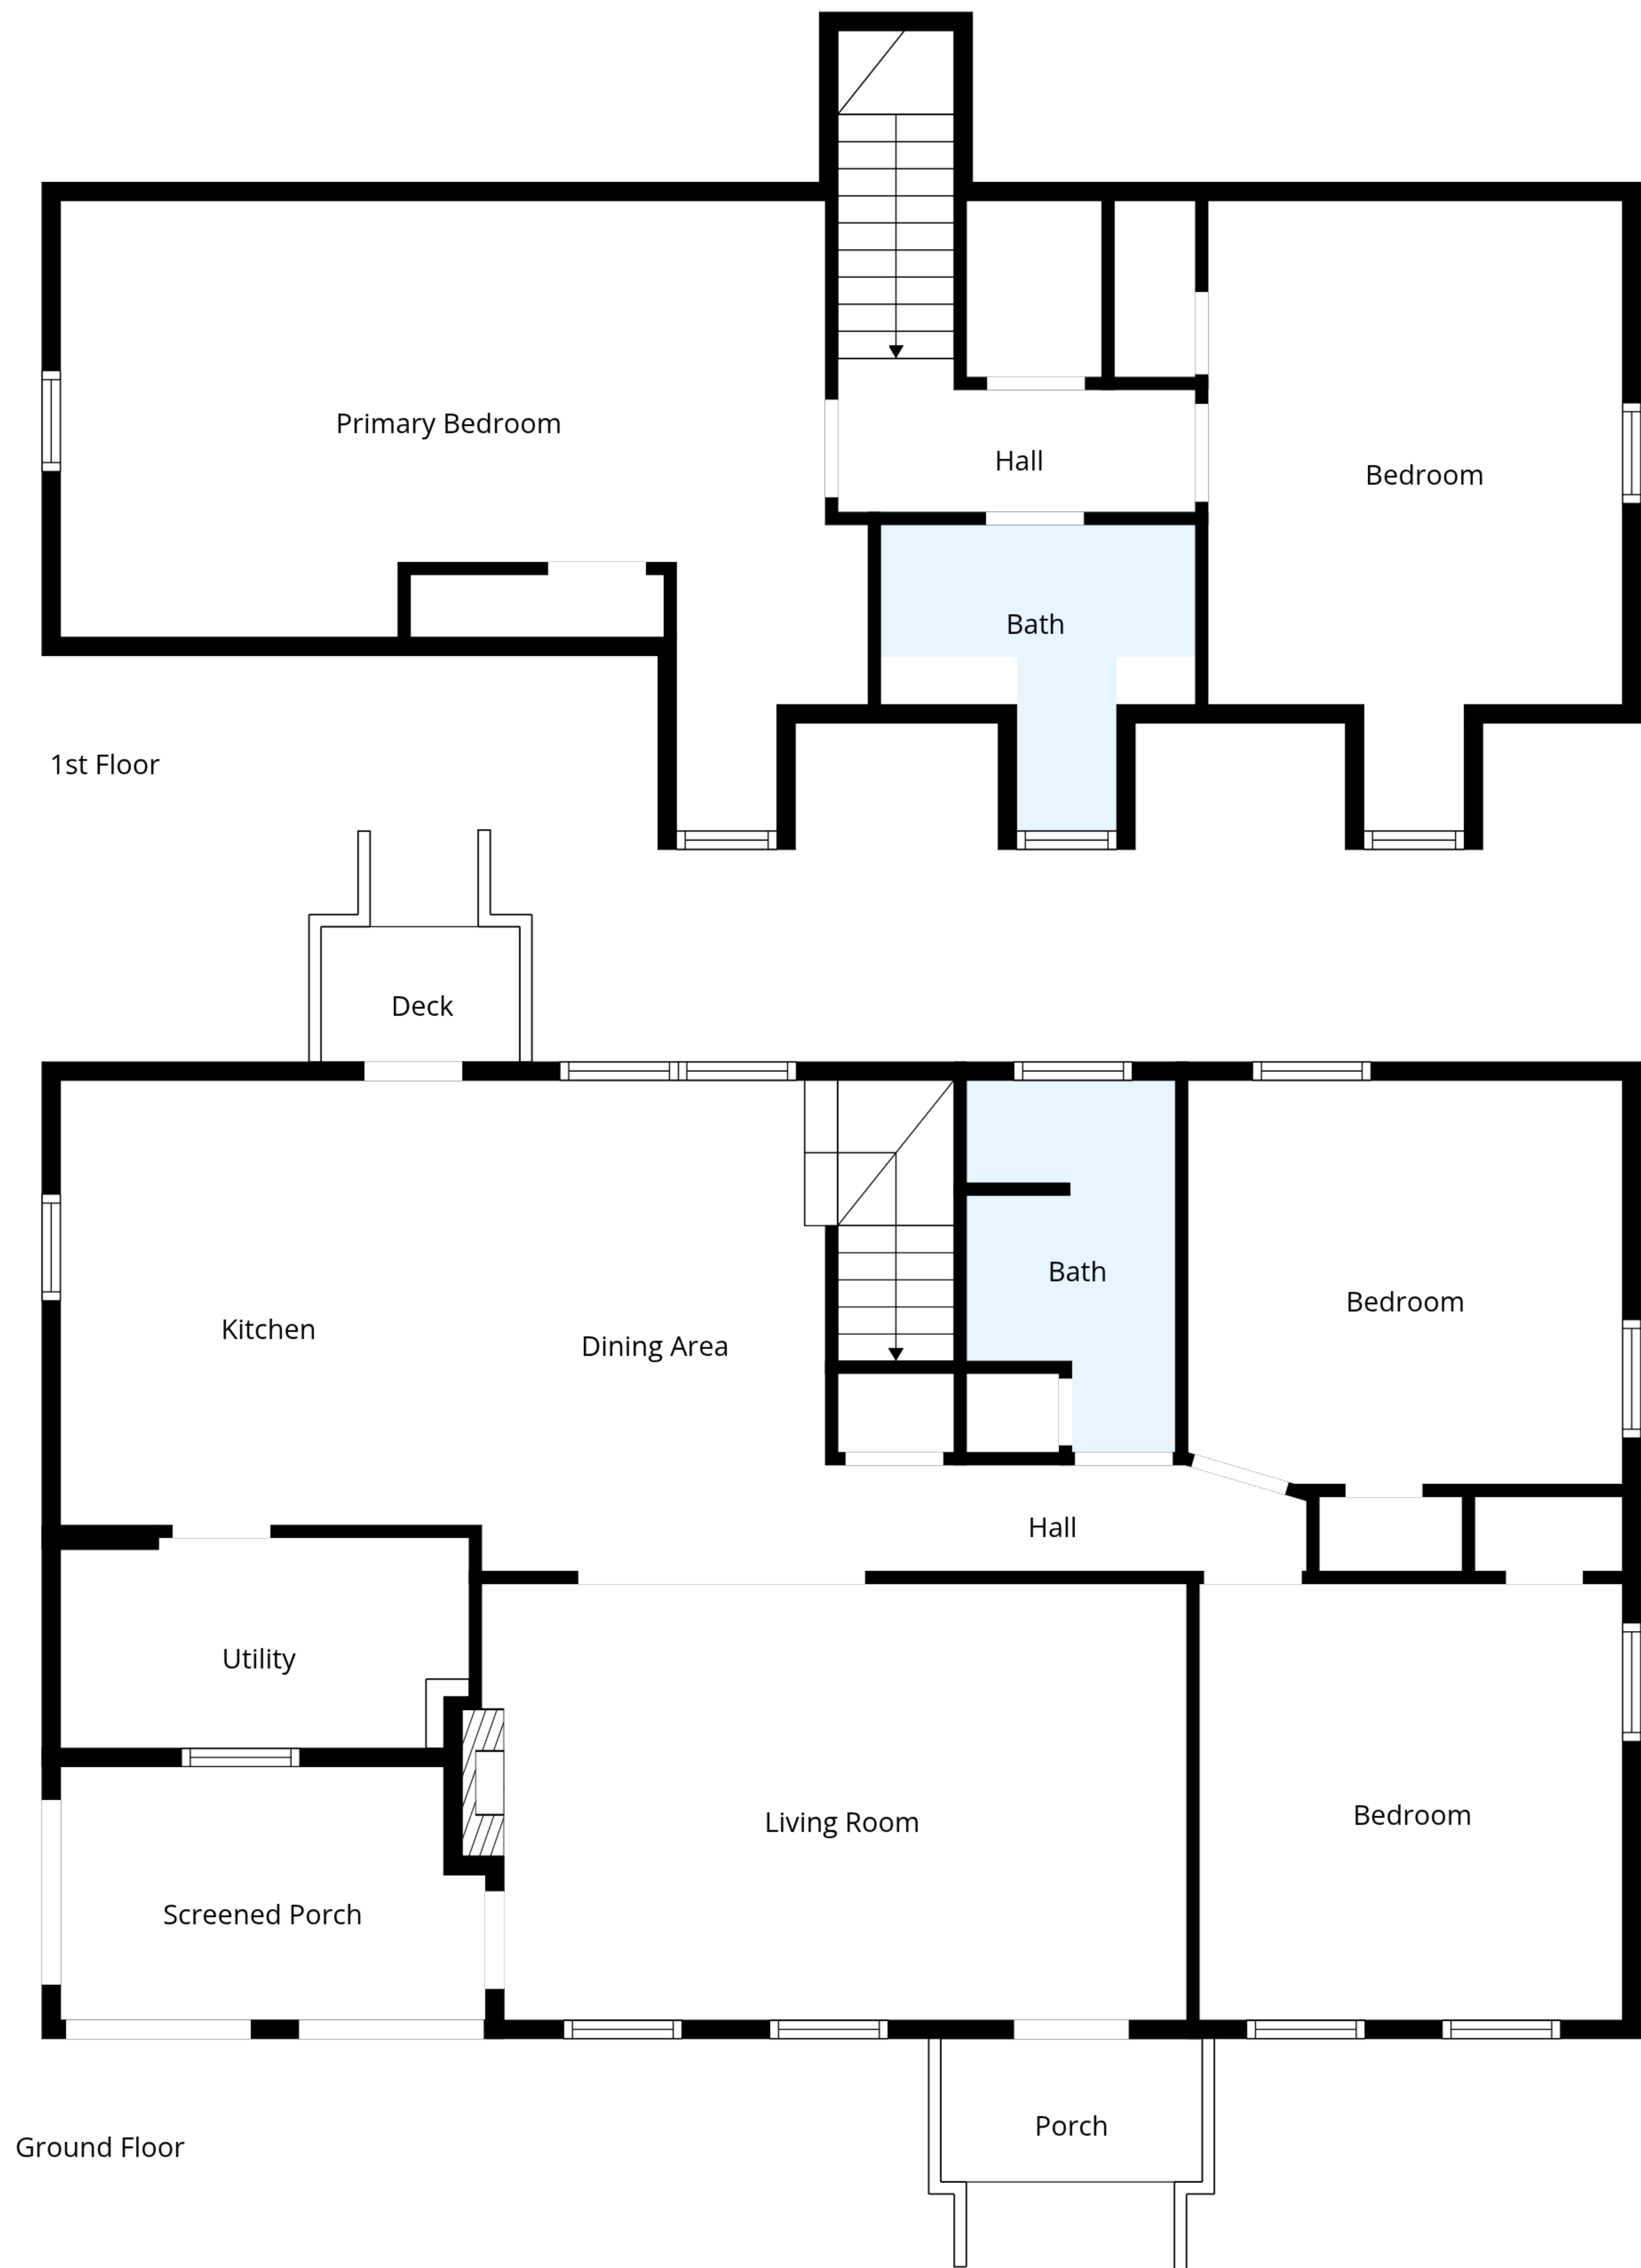 Primary Bedroom
Hall
Bedroom
Bath
1st Floor
Deck
Bath
Bedroom
Kitchen
Dining Area
Hall
Utility
Living Room
Bedroom
Screened Porch
Porch
Ground Floor